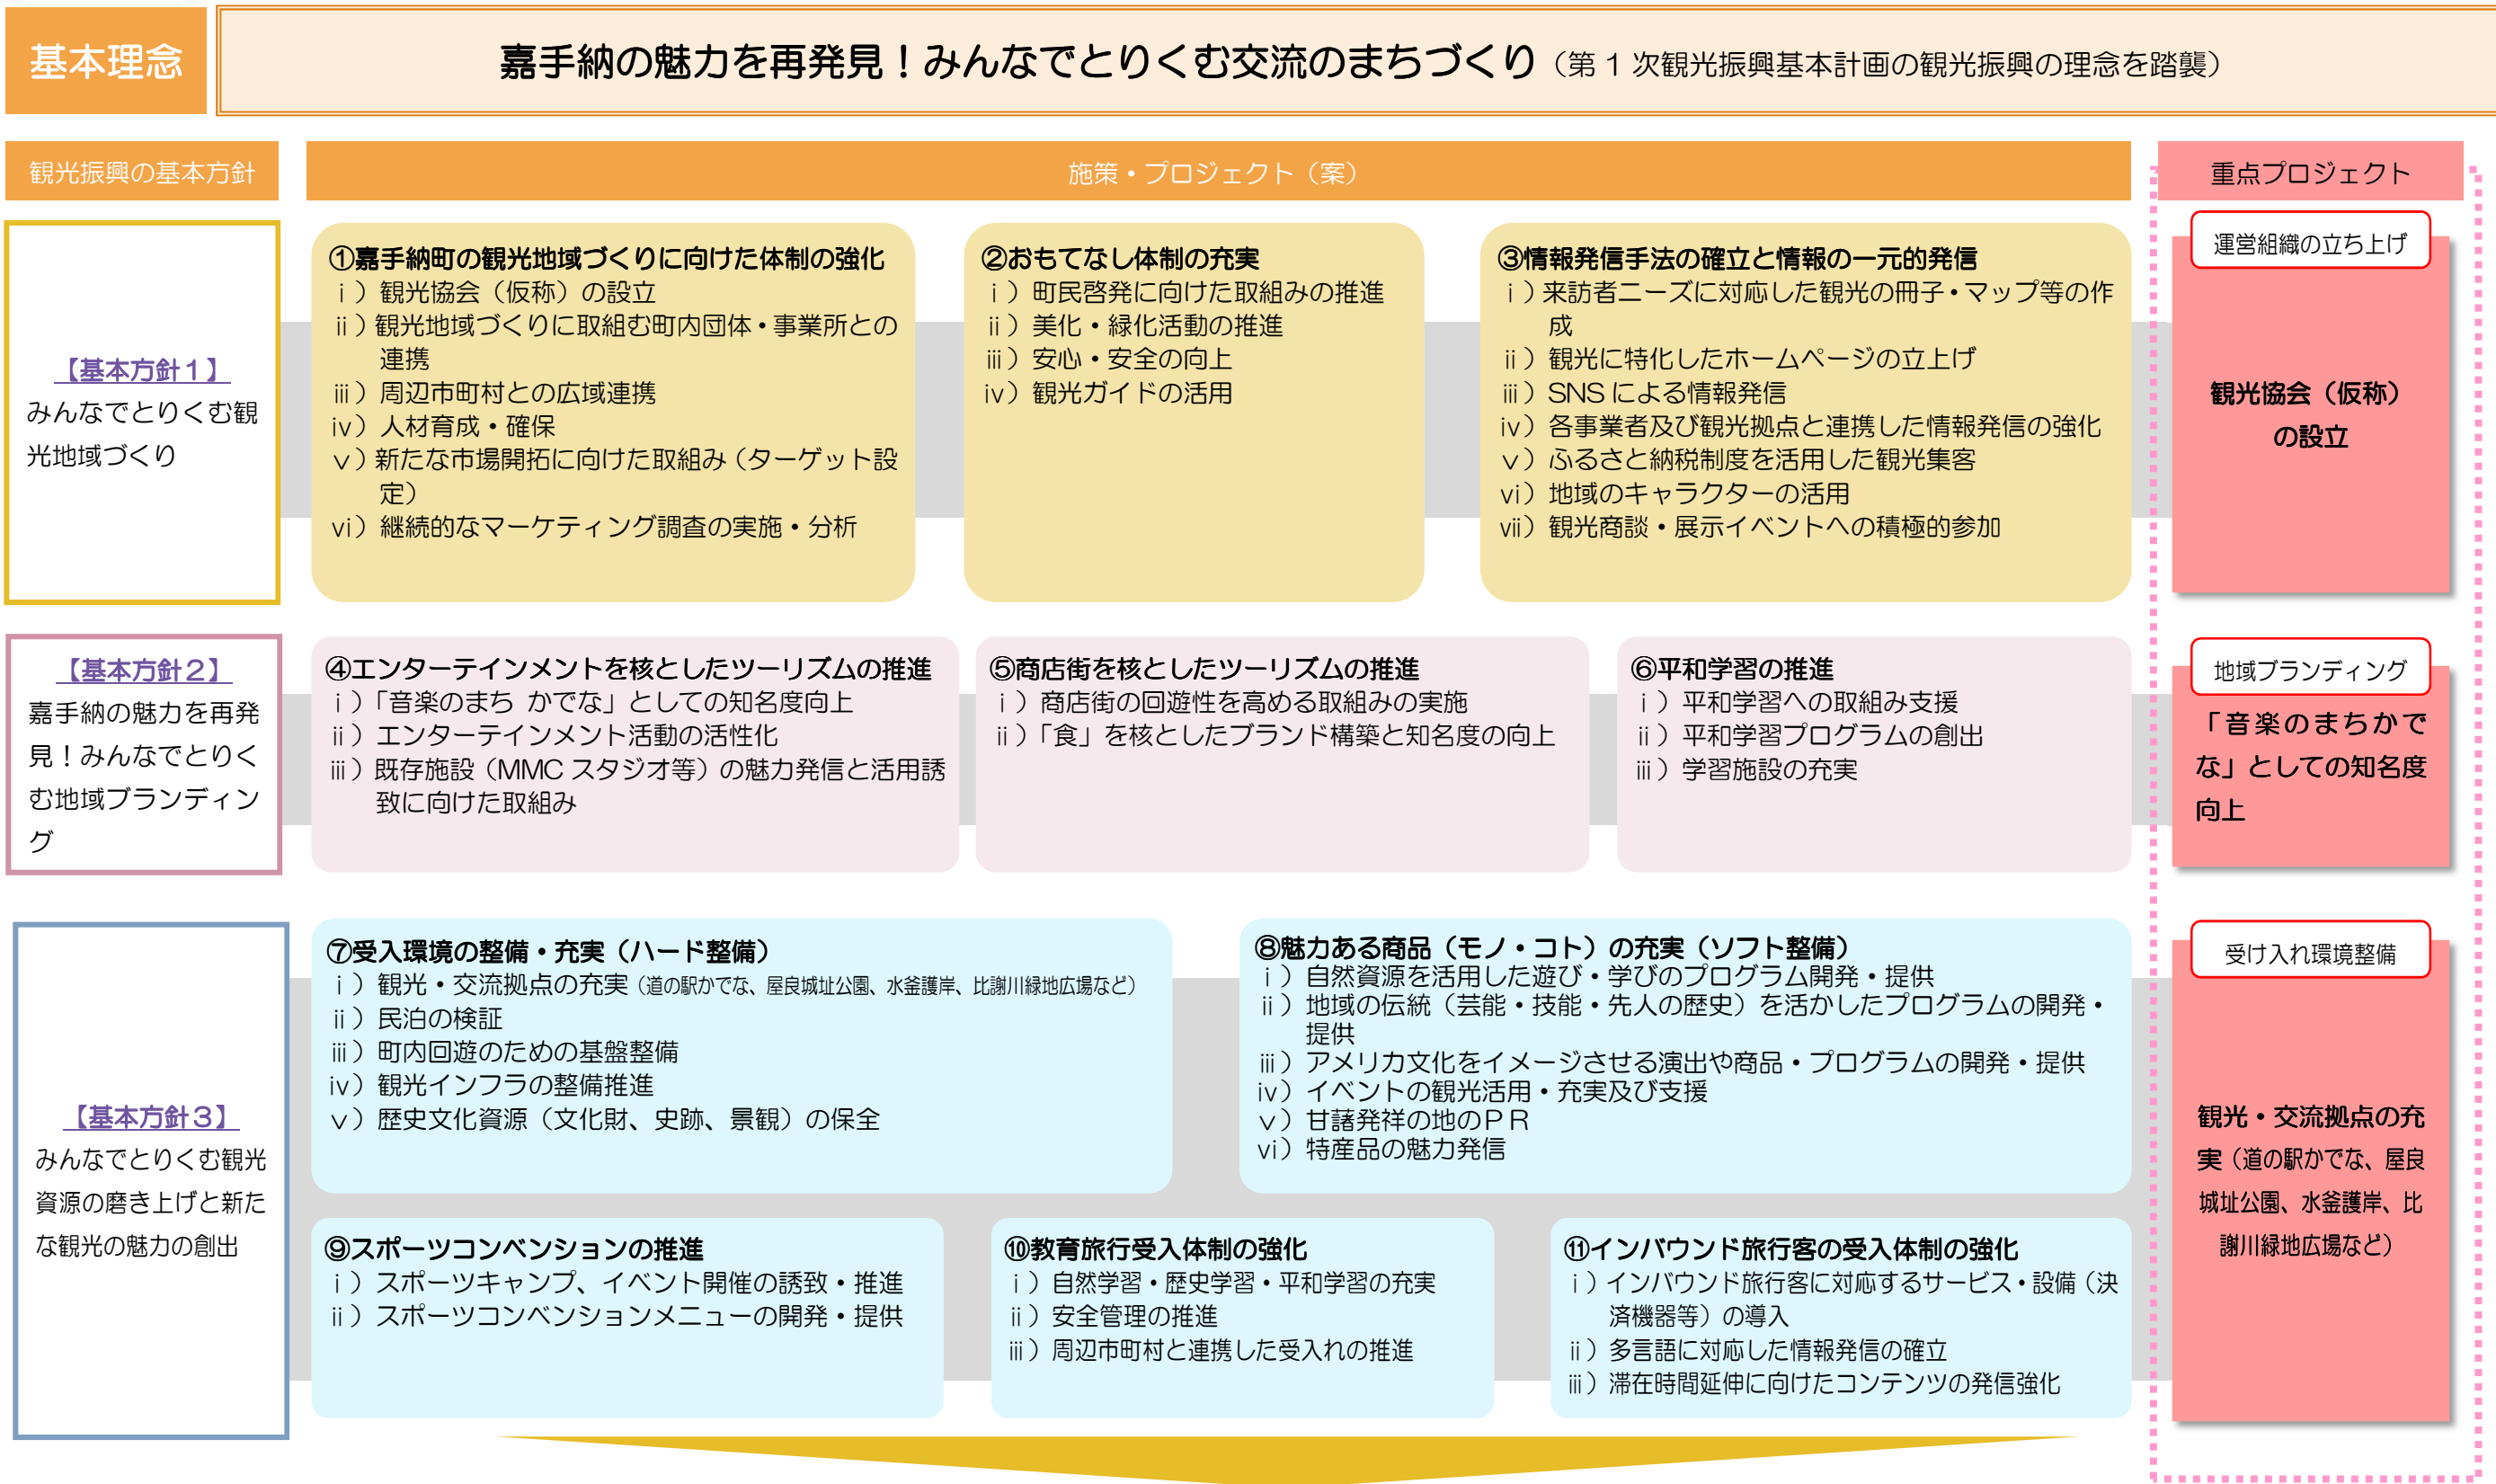 基本理念
嘉手納の魅力を再発見！みんなでとりくむ交流のまちづくり（第１次観光振興基本計画の観光振興の理念を踏襲）
観光振興の基本方針
施策・プロジェクト（案）
重点プロジェクト
【基本方針１】
みんなでとりくむ観
光地域づくり
①嘉手納町の観光地域づくりに向けた体制の強化
ⅰ）観光協会（仮称）の設立
ⅱ）観光地域づくりに取組む町内団体・事業所との
連携
ⅲ）周辺市町村との広域連携
ⅳ）人材育成・確保
ⅴ）新たな市場開拓に向けた取組み（ターゲット設
定）
ⅵ）継続的なマーケティング調査の実施・分析
②おもてなし体制の充実
ⅰ）町民啓発に向けた取組みの推進
ⅱ）美化・緑化活動の推進
ⅲ）安心・安全の向上
ⅳ）観光ガイドの活用
③情報発信手法の確立と情報の一元的発信
ⅰ）来訪者ニーズに対応した観光の冊子・マップ等の作
成
ⅱ）観光に特化したホームページの立上げ
ⅲ）SNS による情報発信
ⅳ）各事業者及び観光拠点と連携した情報発信の強化
ⅴ）ふるさと納税制度を活用した観光集客
ⅵ）地域のキャラクターの活用
ⅶ）観光商談・展示イベントへの積極的参加
運営組織の立ち上げ
観光協会（仮称）
の設立
【基本方針２】
嘉手納の魅力を再発
見！みんなでとりく
む地域ブランディン
グ
④エンターテインメントを核としたツーリズムの推進
ⅰ）「音楽のまち かでな」としての知名度向上
ⅱ）エンターテインメント活動の活性化
ⅲ）既存施設（MMC スタジオ等）の魅力発信と活用誘
致に向けた取組み
⑤商店街を核としたツーリズムの推進
ⅰ）商店街の回遊性を高める取組みの実施
ⅱ）「食」を核としたブランド構築と知名度の向上
⑥平和学習の推進
ⅰ）平和学習への取組み支援
ⅱ）平和学習プログラムの創出
ⅲ）学習施設の充実
地域ブランディング
「音楽のまちかで
な」としての知名度
向上
【基本方針３】
みんなでとりくむ観光
資源の磨き上げと新た
な観光の魅力の創出
⑦受入環境の整備・充実（ハード整備）
ⅰ）観光・交流拠点の充実（道の駅かでな、屋良城址公園、水釜護岸、比謝川緑地広場など）
ⅱ）民泊の検証
ⅲ）町内回遊のための基盤整備
ⅳ）観光インフラの整備推進
ⅴ）歴史文化資源（文化財、史跡、景観）の保全
⑧魅力ある商品（モノ・コト）の充実（ソフト整備）
ⅰ）自然資源を活用した遊び・学びのプログラム開発・提供
ⅱ）地域の伝統（芸能・技能・先人の歴史）を活かしたプログラムの開発・
提供
ⅲ）アメリカ文化をイメージさせる演出や商品・プログラムの開発・提供
ⅳ）イベントの観光活用・充実及び支援
ⅴ）甘藷発祥の地のＰＲ
ⅵ）特産品の魅力発信
⑨スポーツコンベンションの推進
ⅰ）スポーツキャンプ、イベント開催の誘致・推進
ⅱ）スポーツコンベンションメニューの開発・提供
⑩教育旅行受入体制の強化
ⅰ）自然学習・歴史学習・平和学習の充実
ⅱ）安全管理の推進
ⅲ）周辺市町村と連携した受入れの推進
⑪インバウンド旅行客の受入体制の強化
ⅰ）インバウンド旅行客に対応するサービス・設備（決
済機器等）の導入
ⅱ）多言語に対応した情報発信の確立
ⅲ）滞在時間延伸に向けたコンテンツの発信強化
受け入れ環境整備
観光・交流拠点の充
実（道の駅かでな、屋良
城址公園、水釜護岸、比
謝川緑地広場など）